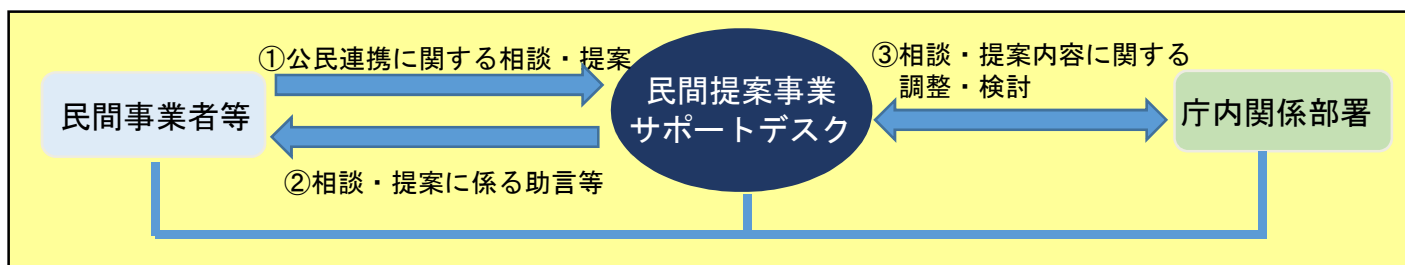 ①公民連携に関する相談・提案
民間事業者等
②相談・提案に係る助言等
民間提案事業
サポートデスク
③相談・提案内容に関する
調整・検討
庁内関係部署